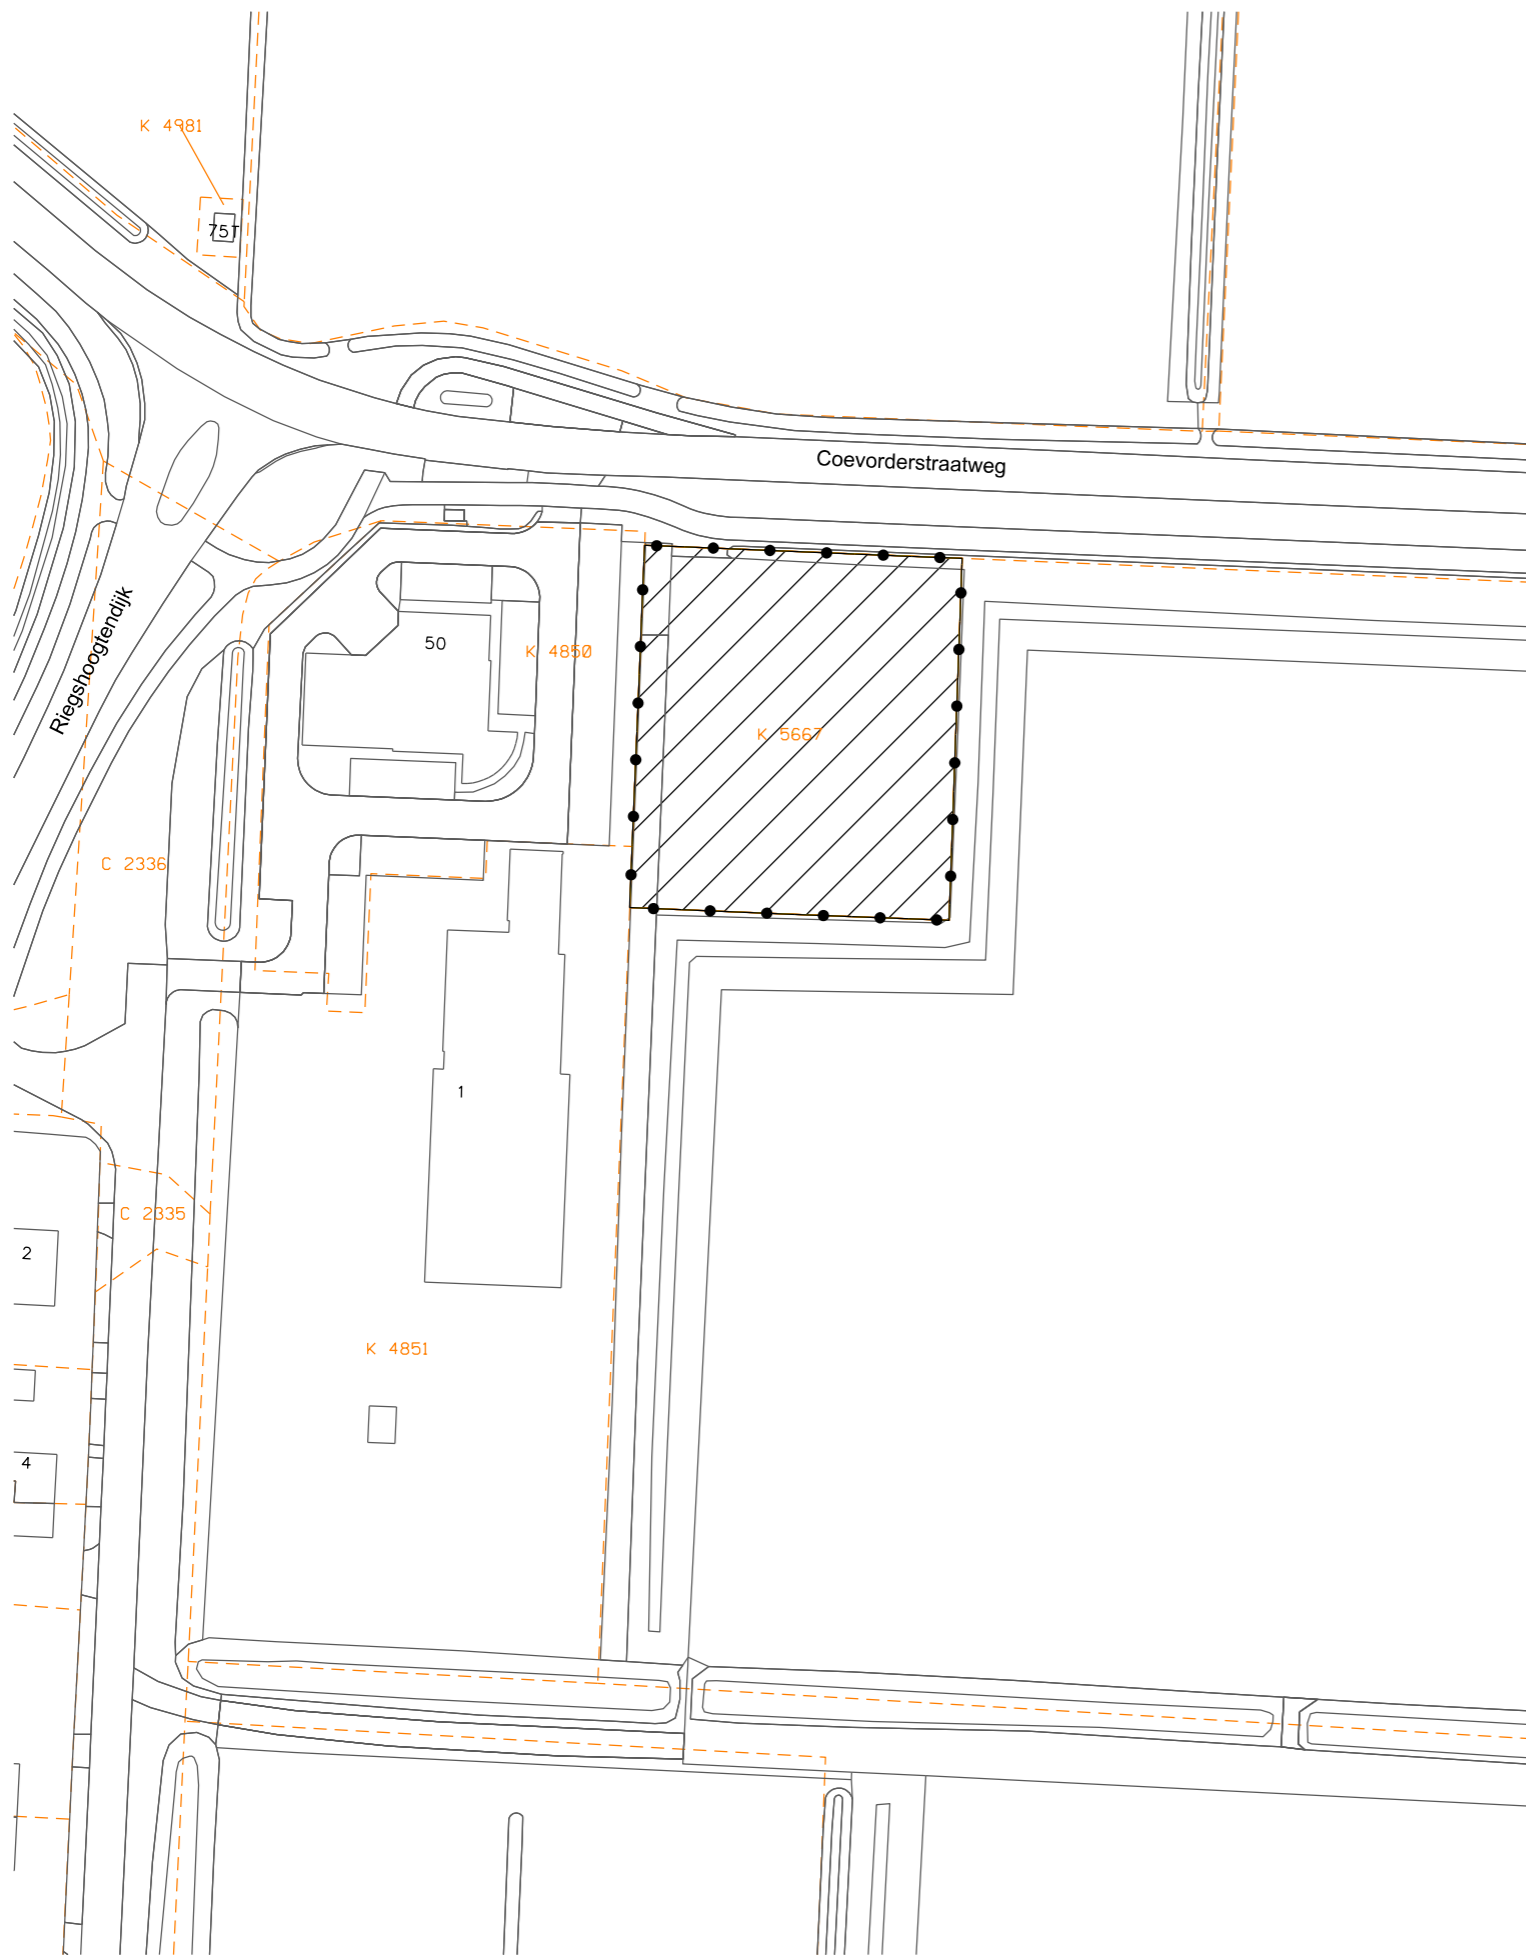 K 4981
75T
Coevorderstraatweg
Riegshoogtendijk
50
K 4850
K 5667
C 2336
1
C 2335
2
K 4851
4